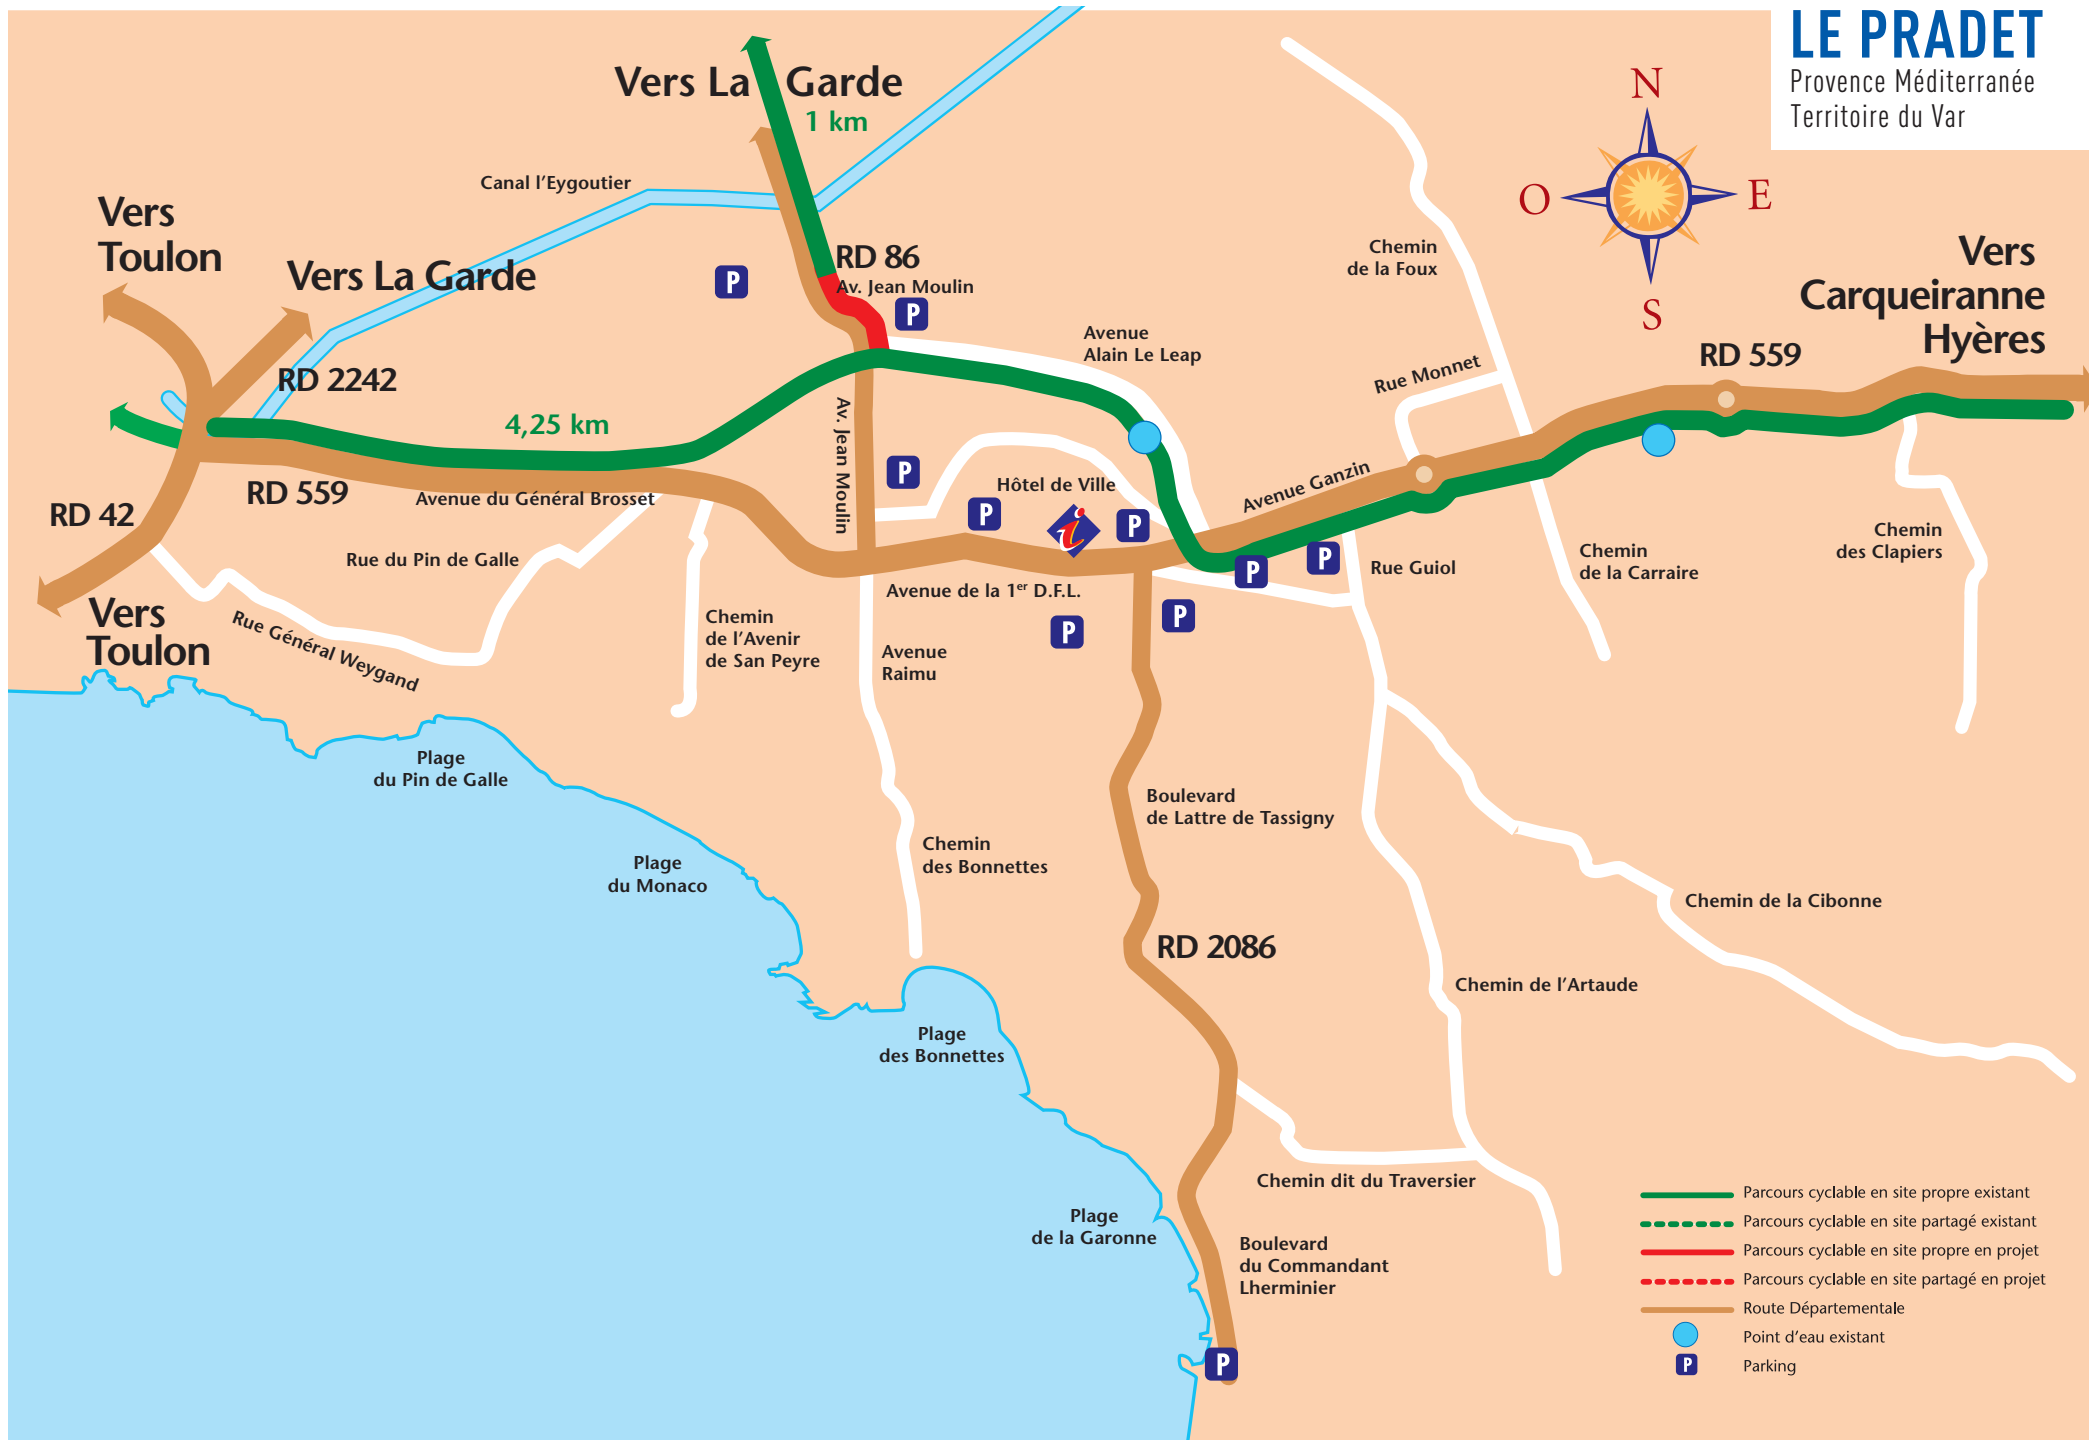 LE PRADET
Provence Méditerranée
Territoire du Var
Vers La Garde
1 km
N
O
E
S
Canal l'Eygoutier
Vers
Toulon
Vers La Garde
RD 86
Av. Jean Moulin
P
P
Chemin
de la Foux
Vers
Carqueiranne
Hyères
RD 559
Avenue
Alain Le Leap
Rue Monnet
RD 2242
4,25 km
Av. Jean Moulin
RD 559
Avenue du Général Brosset
P
Hôtel de Ville
P
i
P
Avenue Ganzin
RD 42
Rue du Pin de Galle
Chemin
des Clapiers
Chemin
de la Carraire
Rue Guiol
P
P
Avenue de la 1er D.F.L.
P
P
Vers
Toulon
Rue Général Weygand
Chemin
de l'Avenir
de San Peyre
Avenue
Raimu
Plage
du Pin de Galle
Boulevard
de Lattre de Tassigny
Plage
du Monaco
Chemin
des Bonnettes
Chemin de la Cibonne
RD 2086
Chemin de l'Artaude
Plage
des Bonnettes
Chemin dit du Traversier
Plage
de la Garonne
Boulevard
du Commandant
Lherminier
P
Parcours cyclable en site propre existant
Parcours cyclable en site partagé existant
Parcours cyclable en site propre en projet
Parcours cyclable en site partagé en projet
Route Départementale
Point d'eau existant
P
Parking